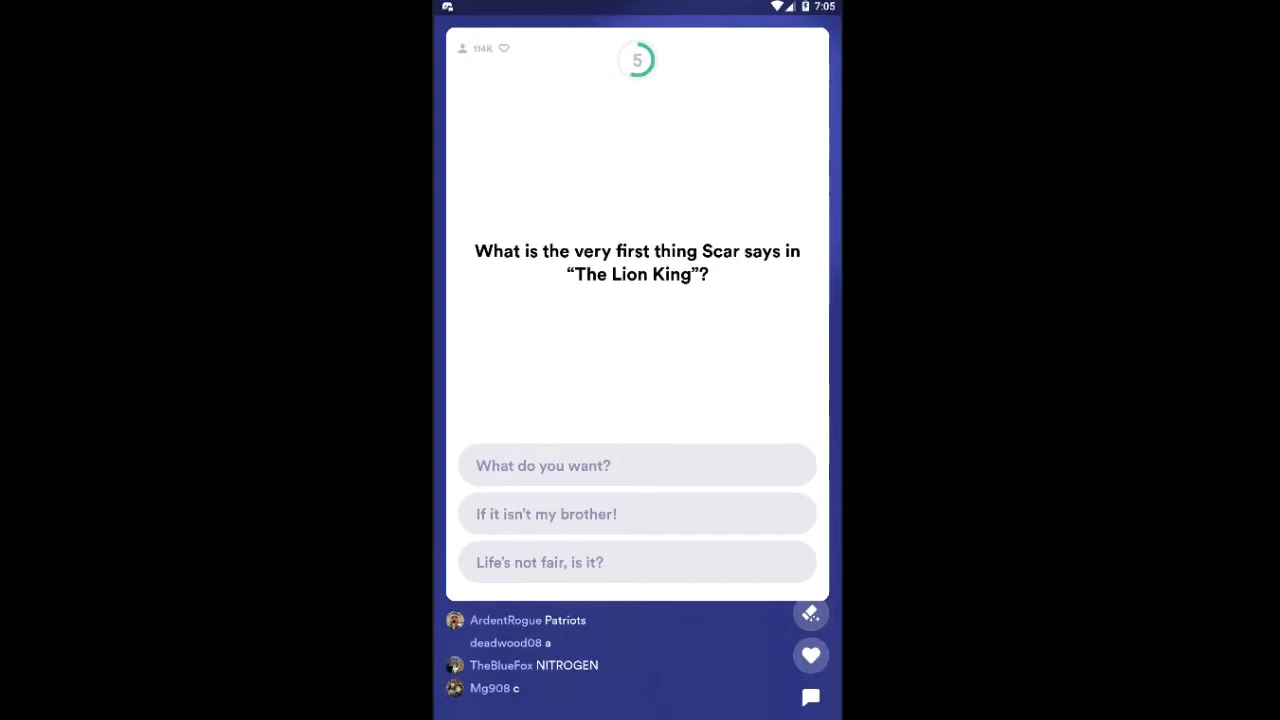 7:05
114K
5
What is the very first thing Scar says in
“The Lion King”?
What do you want?
If it isn't my brother!
Life's not fair, is it?
ArdentRogue Patriots
deadwood08 a
TheBlueFox NITROGEN
Mg908 c